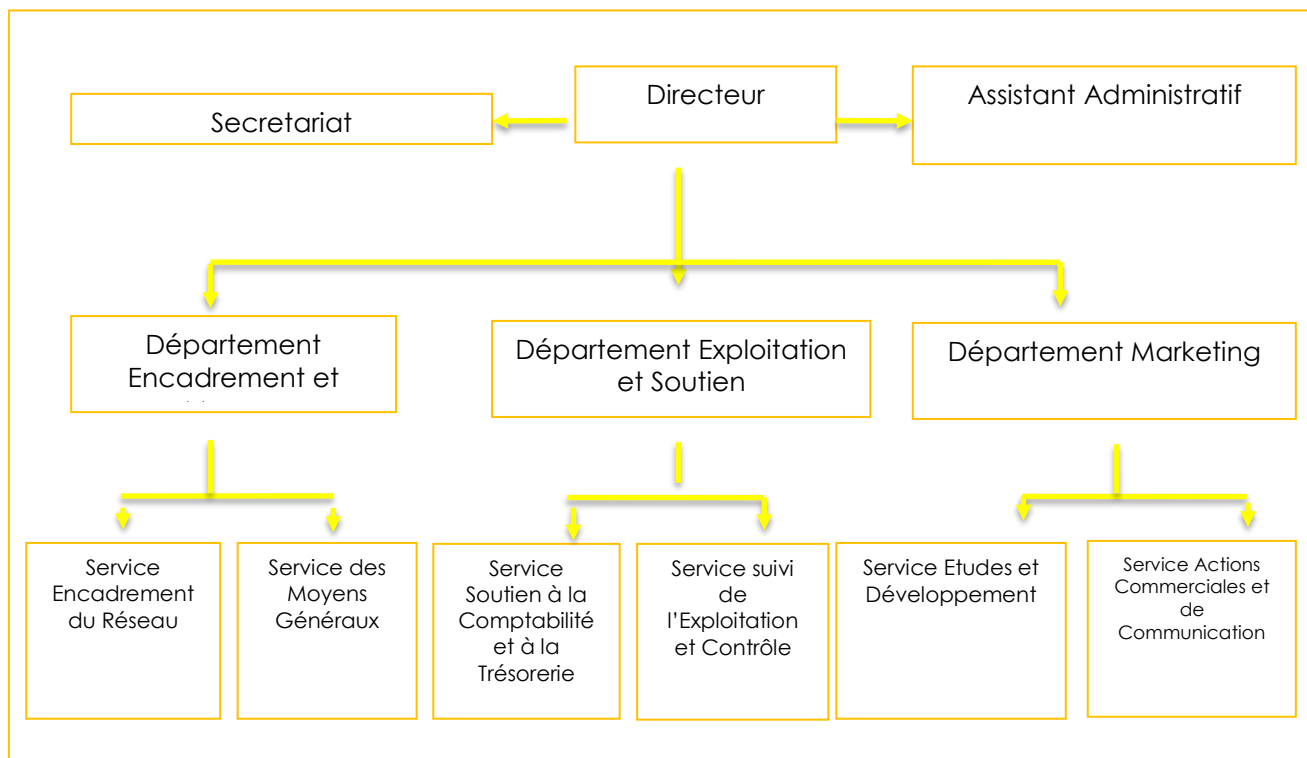 Secretariat
Directeur
Assistant Administratif
Département
Encadrement et
Département Exploitation
et Soutien
Département Marketing
Service
Encadrement
du Réseau
Service des
Moyens
Généraux
Service
Soutien à la
Comptabilité
et à la
Trésorerie
Service suivi
de
l’Exploitation
et Contrôle
Service Etudes et
Développement
Service Actions
Commerciales et
de
Communication